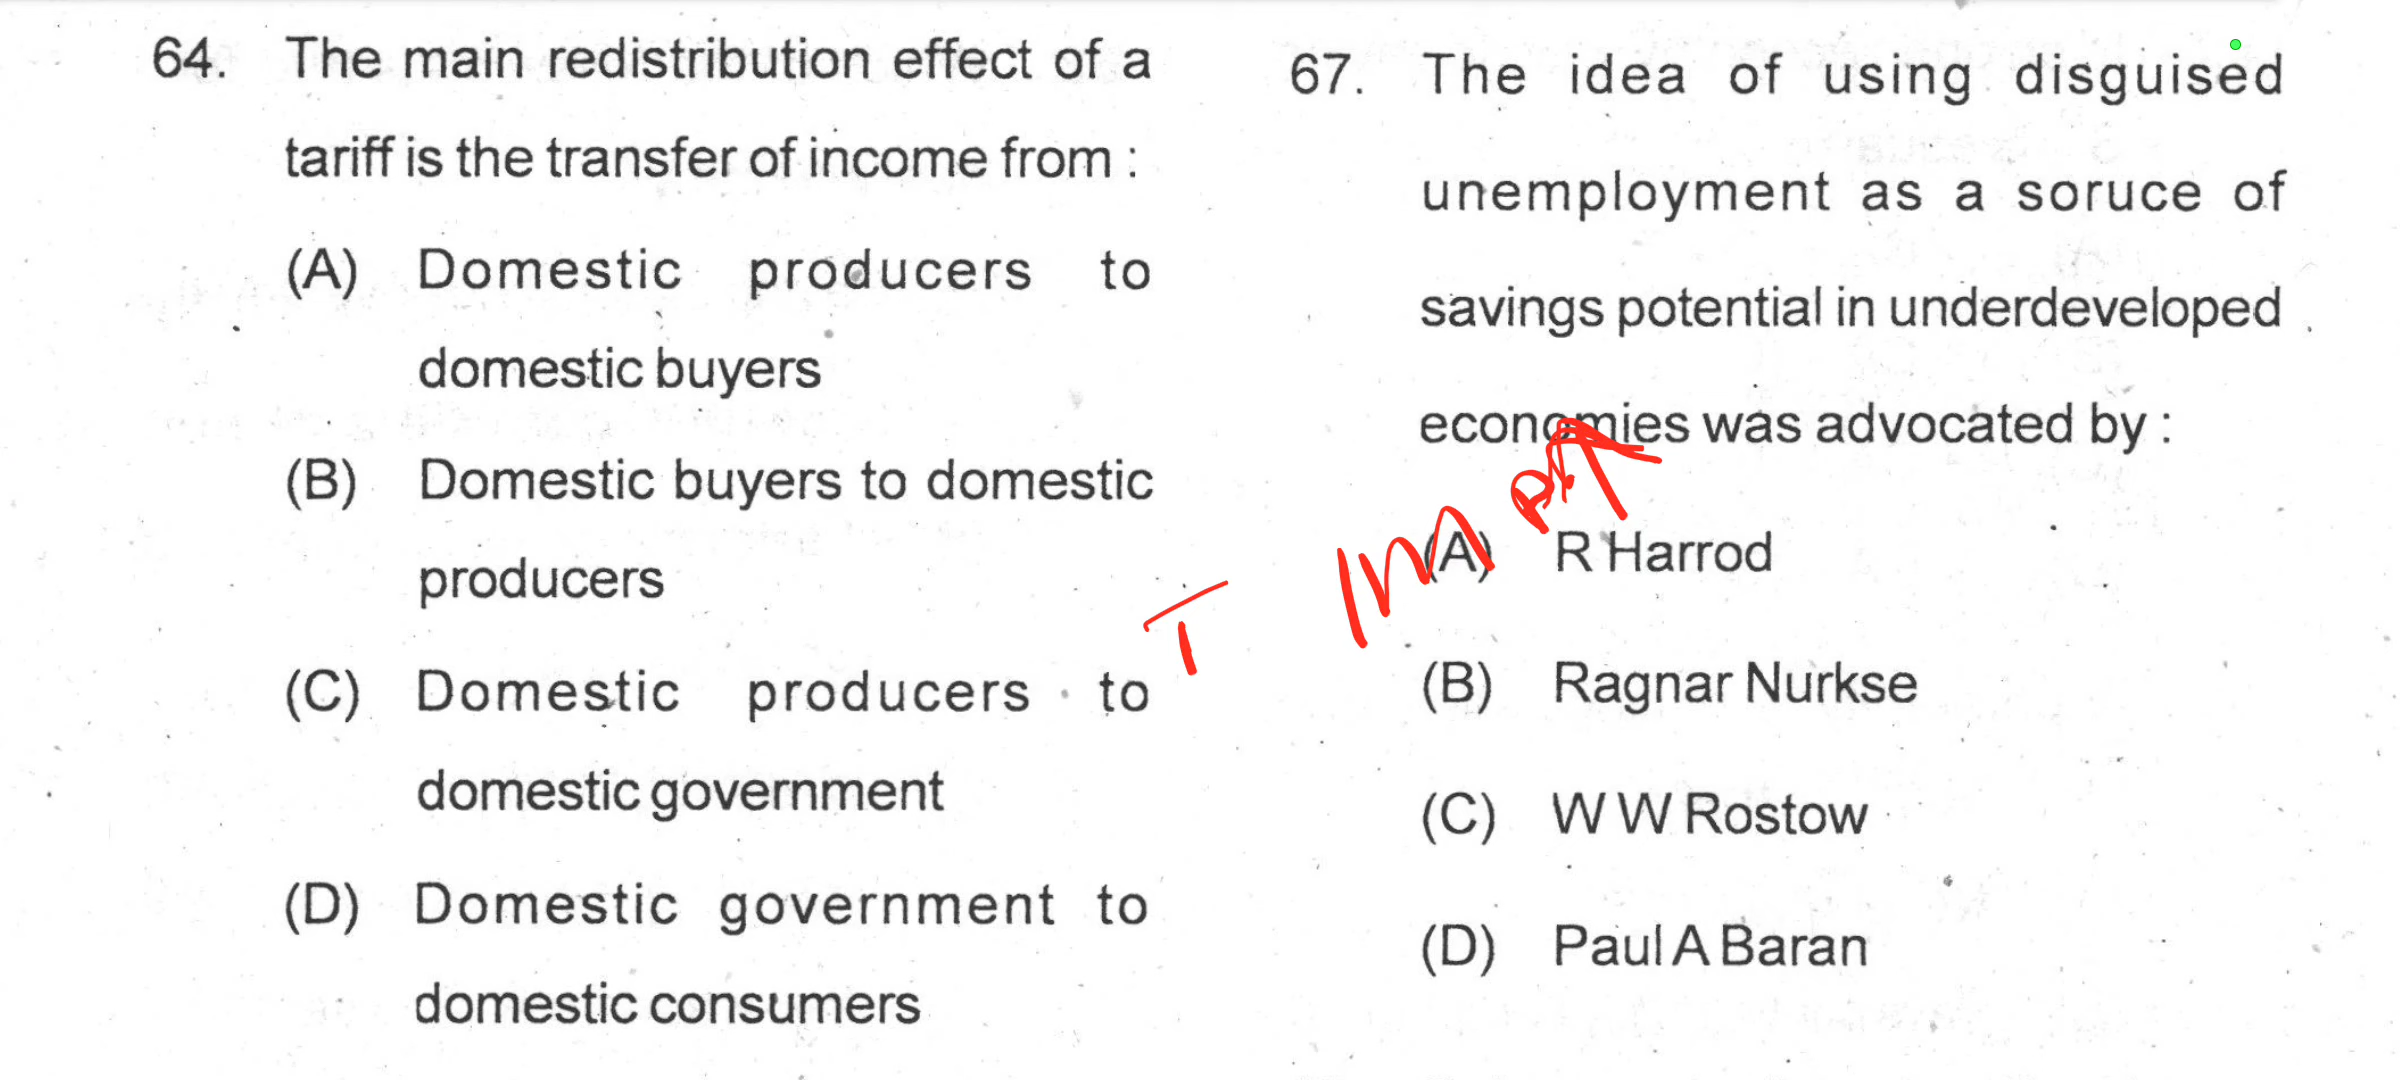 64. The main redistribution effect of a
tariff is the transfer of income from :
(A) Domestic producers to
domestic buyers
(B) Domestic buyers to domestic
producers
(C) Domestic producers to
domestic government
(D) Domestic government to
domestic consumers
67. The idea of using disguised
unemployment as a soruce of
savings potential in underdeveloped
economies was advocated by :
(A) R Harrod
(B) Ragnar Nurkse
(C) W W Rostow
(D) Paul A Baran